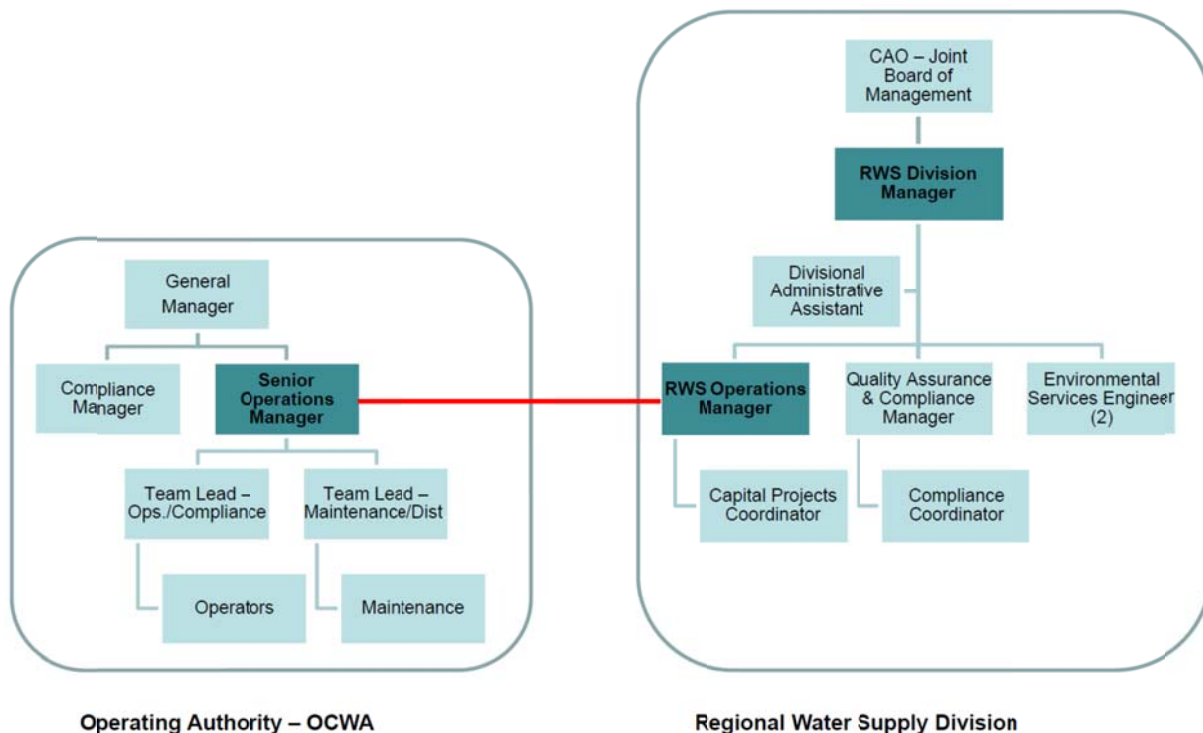 CAO – Joint
Board of
Management
RWS Division
Manager
Divisional
Administrative
Assistant
RWS Operations
Manager
Quality Assurance
& Compliance
Manager
Environmental
Services Engineer
(2)
Capital Projects
Coordinator
Compliance
Coordinator
General
Manager
Compliance
Manager
Senior
Operations
Manager
Team Lead –
Ops./Compliance
Team Lead –
Maintenance/Dist
Operators
Maintenance
Operating Authority – OCWA
Regional Water Supply Division